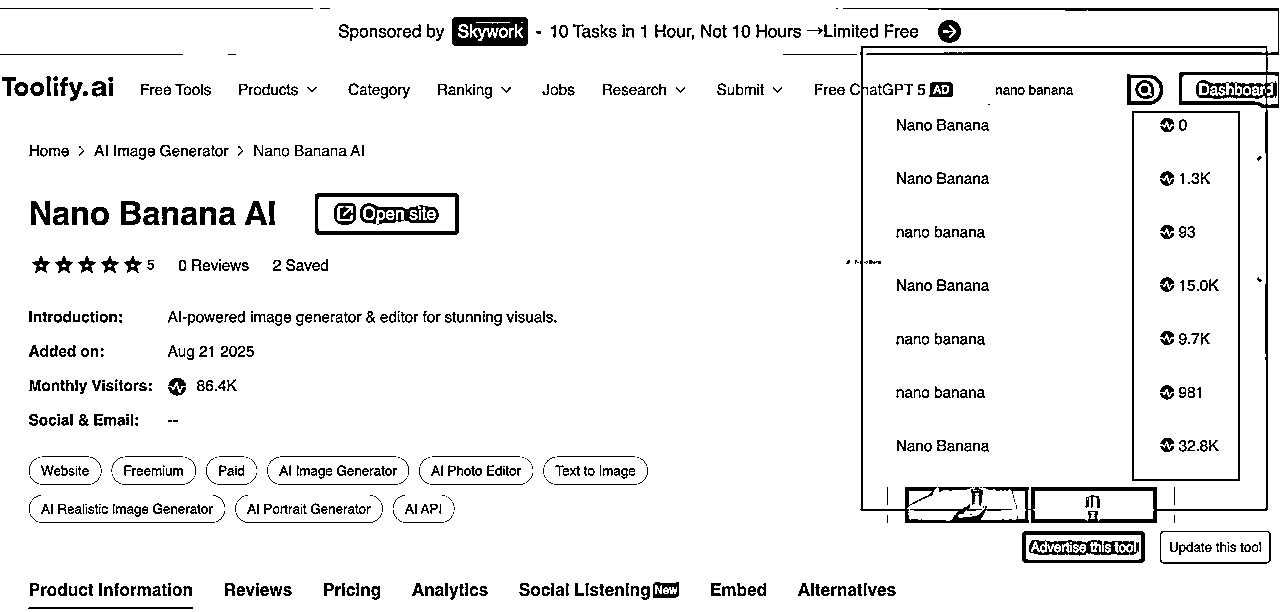 Sponsored by Skywork - 10 Tasks in 1 Hour, Not 10 Hours →Limited Free
Toolify.ai Free Tools Products Category Ranking Jobs Research Submit Free ChatGPT 5 AD nano banana Dashboard
Home > AI Image Generator > Nano Banana AI
Nano Banana AI Open site
5 0 Reviews 2 Saved
Introduction: AI-powered image generator & editor for stunning visuals.
Added on: Aug 21 2025
Monthly Visitors: 86.4K
Social & Email: --
Website Freemium Paid AI Image Generator AI Photo Editor Text to Image
AI Realistic Image Generator AI Portrait Generator AI API
Nano Banana 0
Nano Banana 1.3K
nano banana 93
Nano Banana 15.0K
nano banana 9.7K
nano banana 981
Nano Banana 32.8K
Advertise this tool Update this tool
Product Information Reviews Pricing Analytics Social Listening New Embed Alternatives